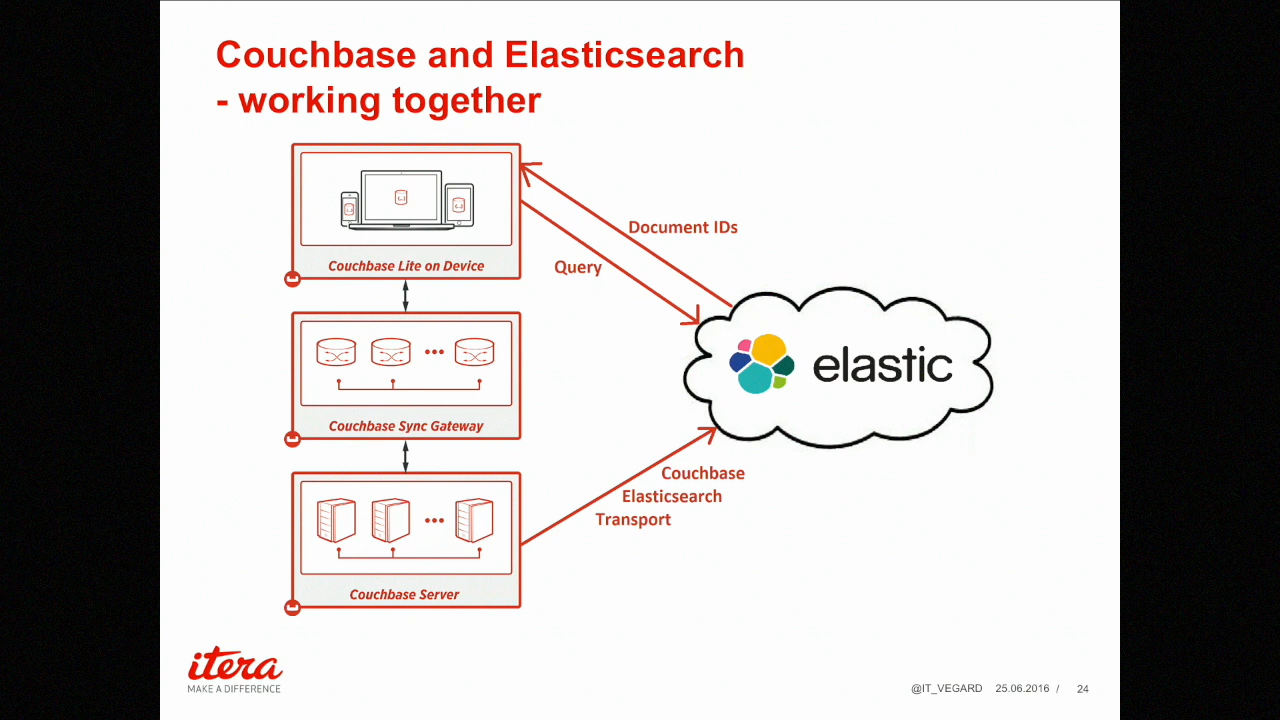 Couchbase and Elasticsearch
- working together
Document IDs
Query
Couchbase Lite on Device
elastic
Couchbase Sync Gateway
Couchbase
Elasticsearch
Transport
Couchbase Server
itera
MAKE A DIFFERENCE
@IT_VEGARD 25.06.2016 / 24